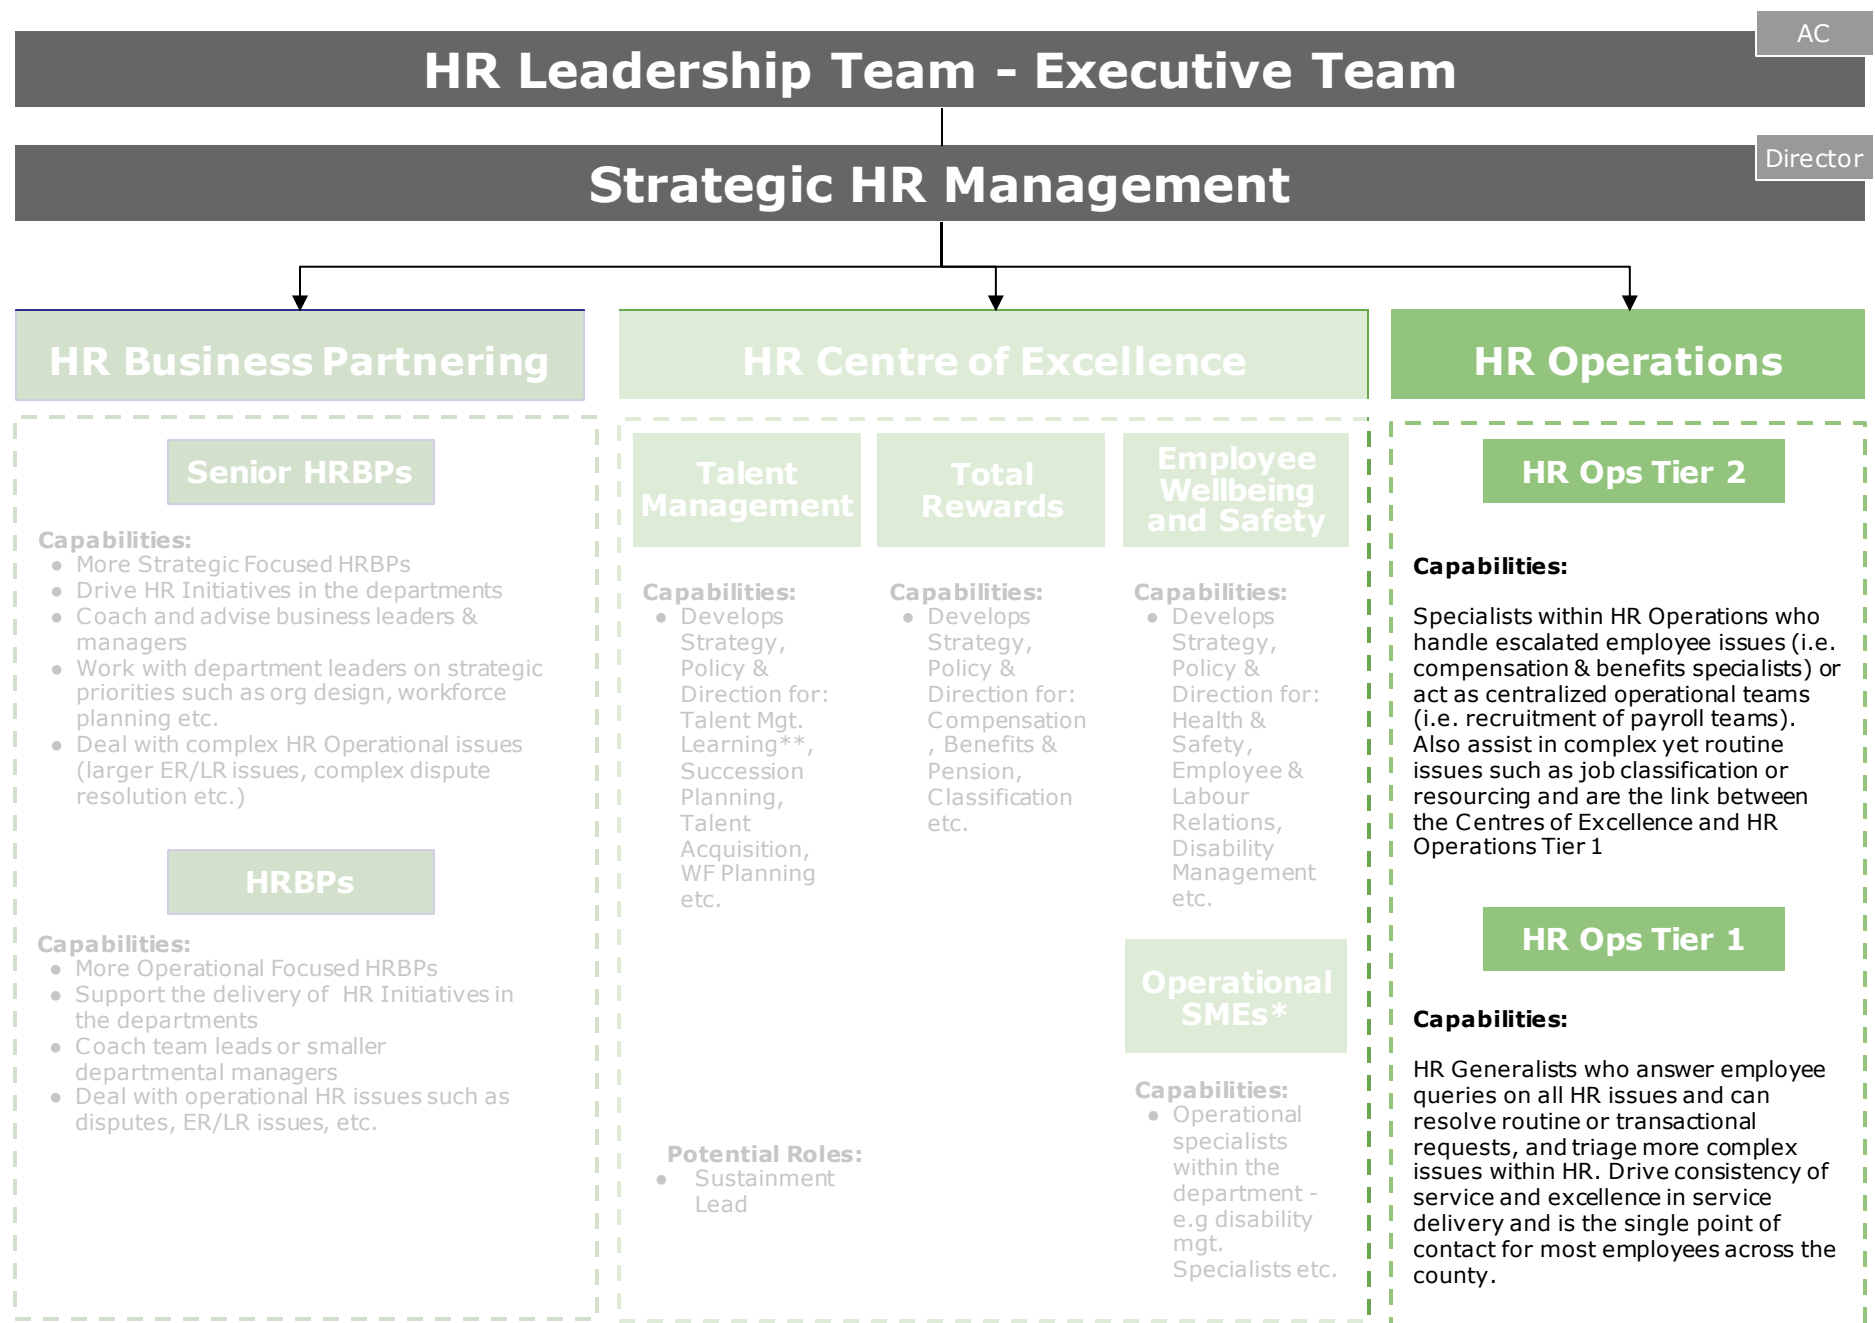 AC
HR Leadership Team - Executive Team
Director
Strategic HR Management
HR Business Partnering
Senior HRBPs
Capabilities:
● More Strategic Focused HRBPs
● Drive HR Initiatives in the departments
● Coach and advise business leaders &
managers
● Work with department leaders on strategic
priorities such as org design, workforce
planning etc.
● Deal with complex HR Operational issues
(larger ER/LR issues, complex dispute
resolution etc.)
HRBPs
Capabilities:
● More Operational Focused HRBPs
● Support the delivery of HR Initiatives in
the departments
● Coach team leads or smaller
departmental managers
● Deal with operational HR issues such as
disputes, ER/LR issues, etc.
HR Centre of Excellence
Talent
Management
Capabilities:
● Develops
Strategy,
Policy &
Direction for:
Talent Mgt.
Learning**,
Succession
Planning,
Talent
Acquisition,
WF Planning
etc.
Potential Roles:
● Sustainment
Lead
Total
Rewards
Capabilities:
● Develops
Strategy,
Policy &
Direction for:
Compensation
, Benefits &
Pension,
Classification
etc.
Employee
Wellbeing
and Safety
Capabilities:
● Develops
Strategy,
Policy &
Direction for:
Health &
Safety,
Employee &
Labour
Relations,
Disability
Management
etc.
Operational
SMEs*
Capabilities:
● Operational
specialists
within the
department -
e.g disability
mgt.
Specialists etc.
HR Operations
HR Ops Tier 2
Capabilities:
Specialists within HR Operations who
handle escalated employee issues (i.e.
compensation & benefits specialists) or
act as centralized operational teams
(i.e. recruitment of payroll teams).
Also assist in complex yet routine
issues such as job classification or
resourcing and are the link between
the Centres of Excellence and HR
Operations Tier 1
HR Ops Tier 1
Capabilities:
HR Generalists who answer employee
queries on all HR issues and can
resolve routine or transactional
requests, and triage more complex
issues within HR. Drive consistency of
service and excellence in service
delivery and is the single point of
contact for most employees across the
county.